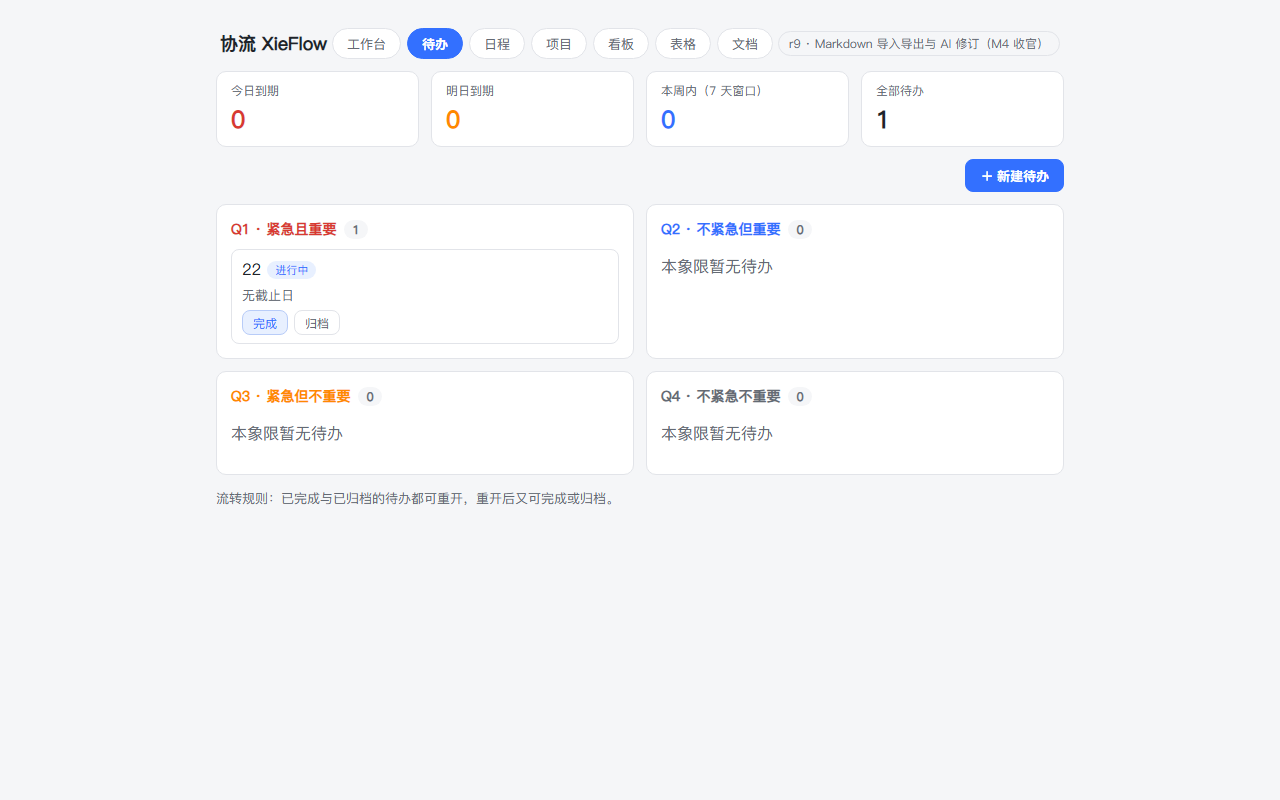 协流 XieFlow 工作台 待办 日程 项目 看板 表格 文档 r9 · Markdown 导入导出与 AI 修订（M4 收官）
今日到期 明日到期 本周内（7 天窗口） 全部待办
0 0 0 1
＋ 新建待办
Q1 · 紧急且重要 1
22 进行中
无截止日
完成 归档
Q2 · 不紧急但重要 0
本象限暂无待办
Q3 · 紧急但不重要 0
本象限暂无待办
Q4 · 不紧急不重要 0
本象限暂无待办
流转规则：已完成与已归档的待办都可重开，重开后又可完成或归档。